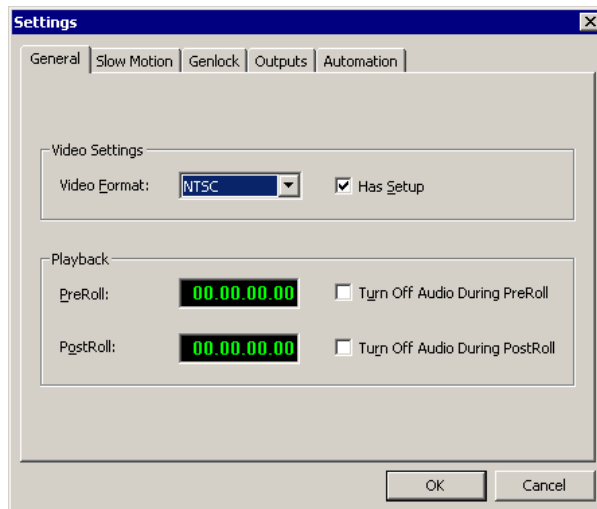 Settings
General Slow Motion Genlock Outputs Automation
Video Settings
Video Format: NTSC Has Setup
Playback
PreRoll: 00.00.00.00 Turn Off Audio During PreRoll
PostRoll: 00.00.00.00 Turn Off Audio During PostRoll
OK Cancel